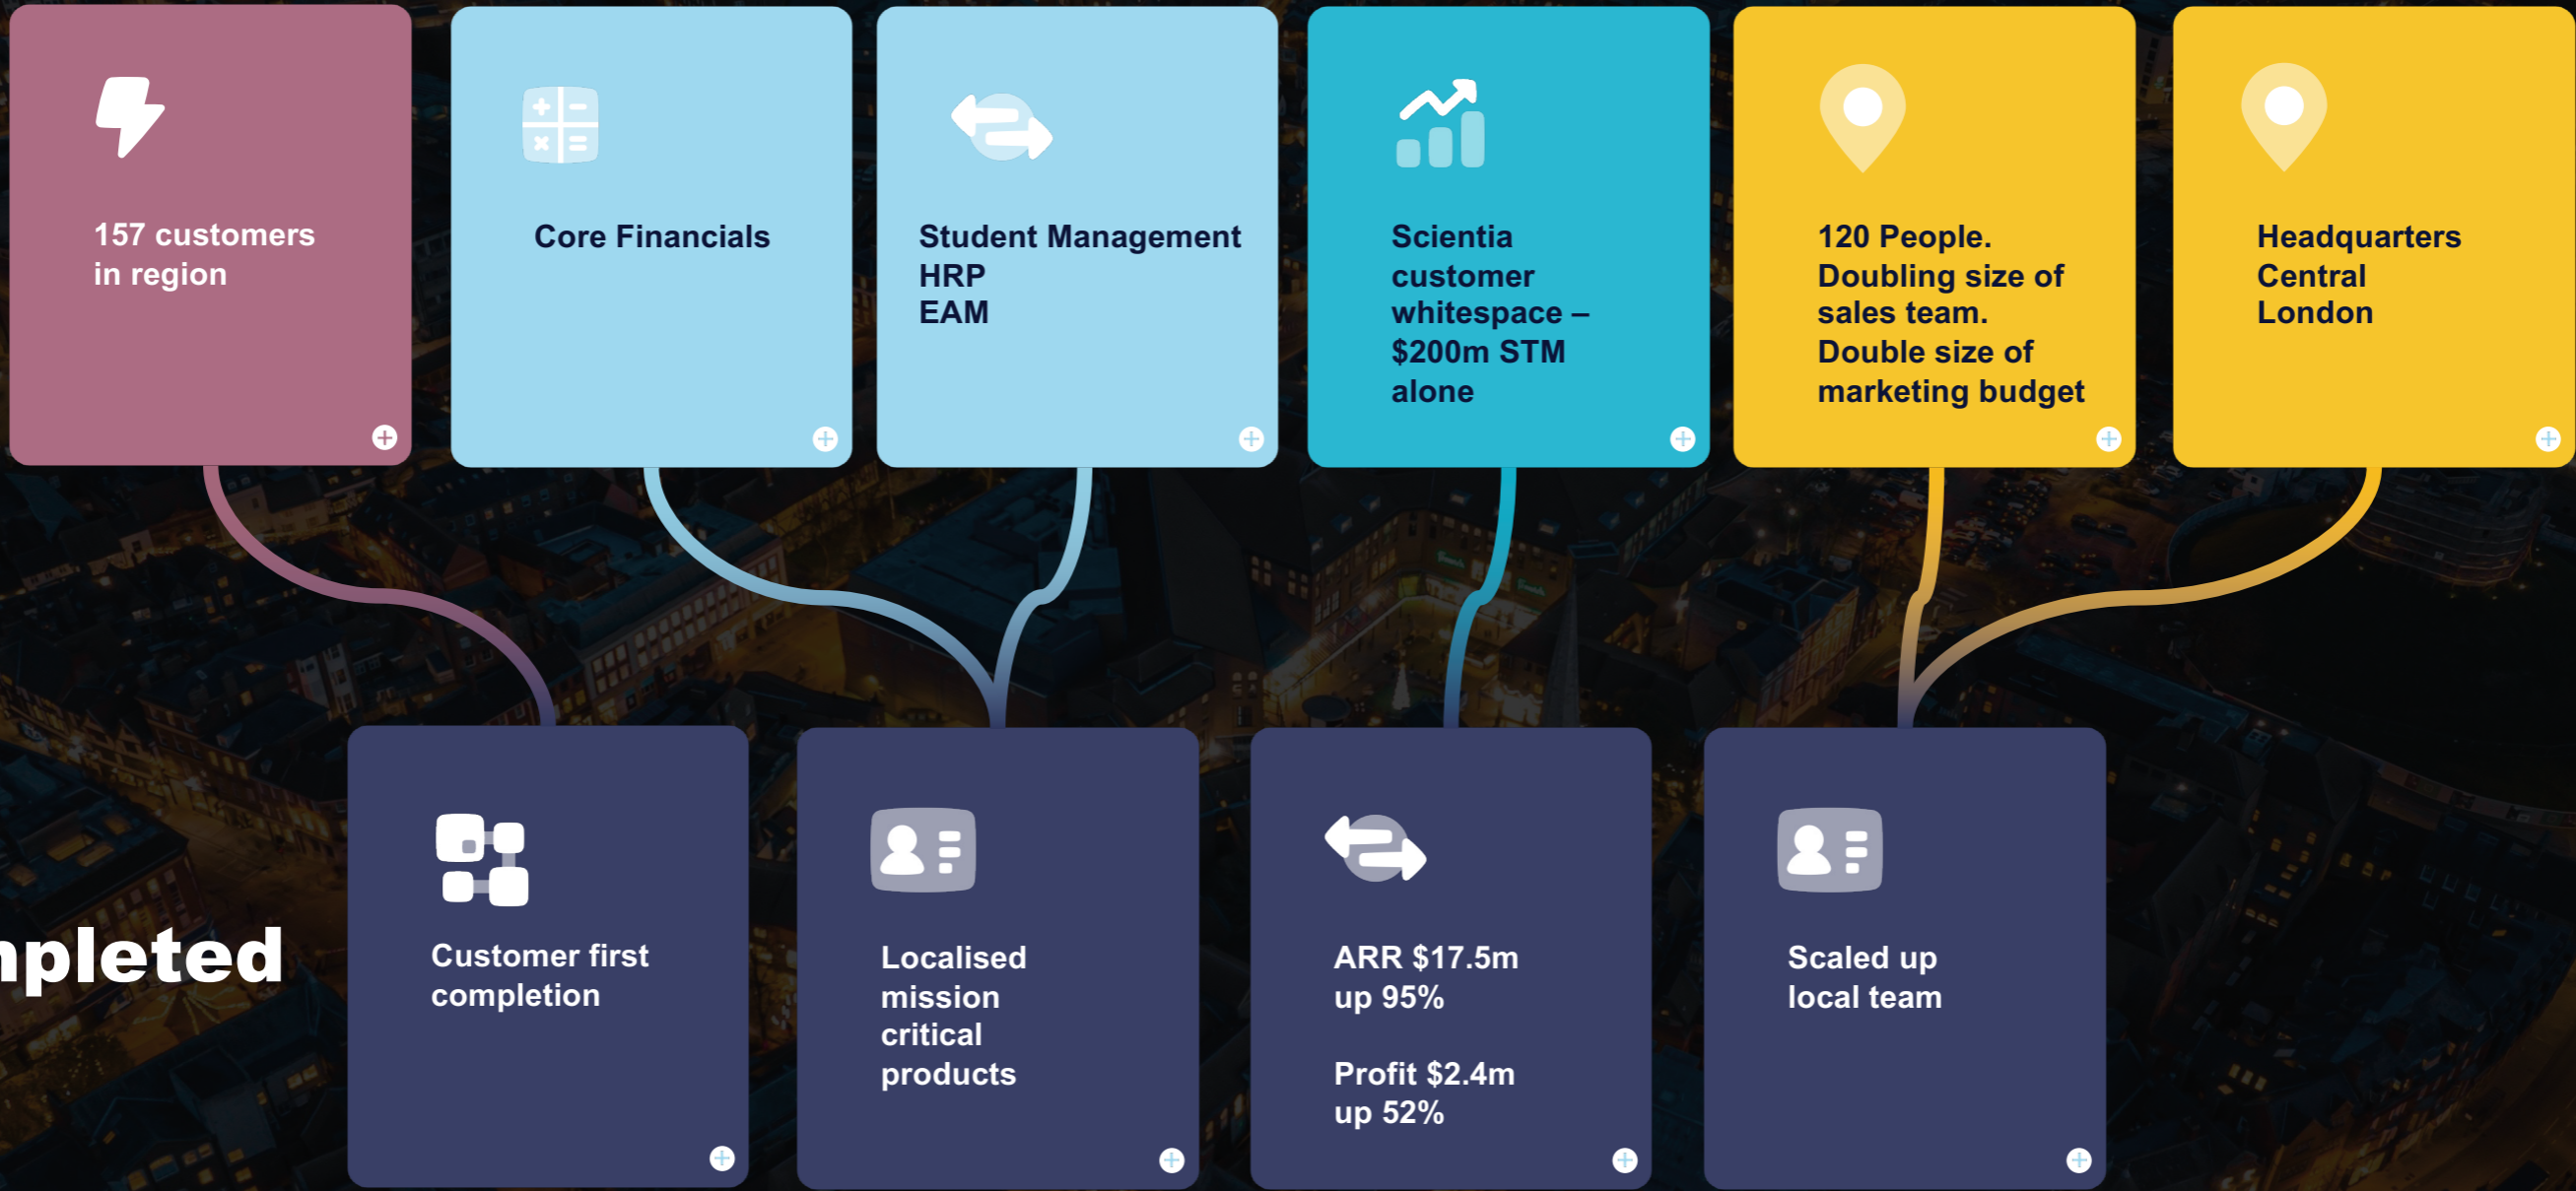 157 customers
in region
Core Financials
Student Management
HRP
EAM
Scientia
customer
whitespace –
$200m STM
alone
120 People.
Doubling size of
sales team.
Double size of
marketing budget
Headquarters
Central
London
mpleted
Customer first
completion
Localised
mission
critical
products
ARR $17.5m
up 95%
Profit $2.4m
up 52%
Scaled up
local team